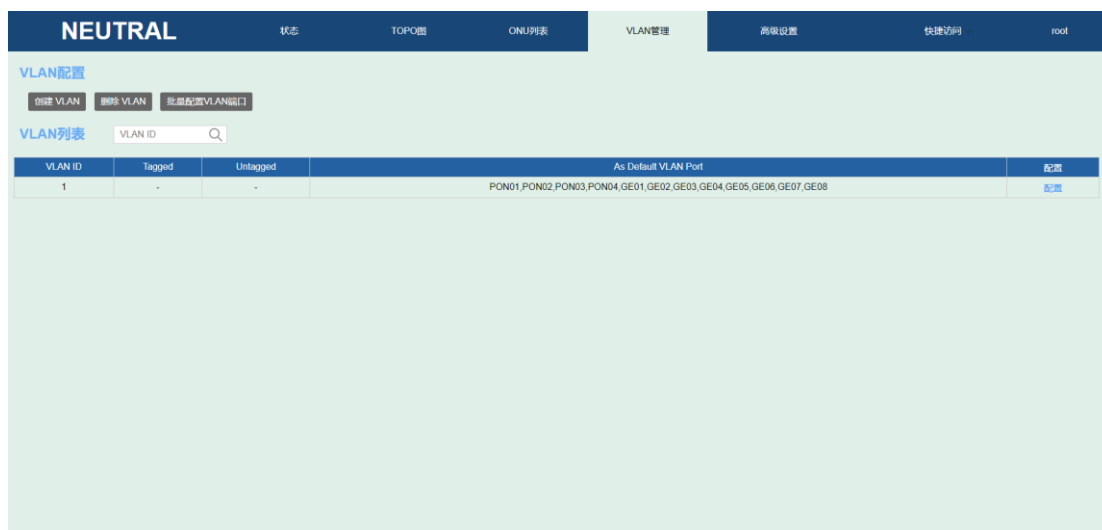 NEUTRAL 状态 TOPO图 ONU列表 VLAN管理 高级设置 快捷访问 root
VLAN配置
创建 VLAN 删除 VLAN 批量配置VLAN端口
VLAN列表 VLAN ID
VLAN ID Tagged Untagged As Default VLAN Port 配置
1 - - PON01,PON02,PON03,PON04,GE01,GE02,GE03,GE04,GE05,GE06,GE07,GE08 配置